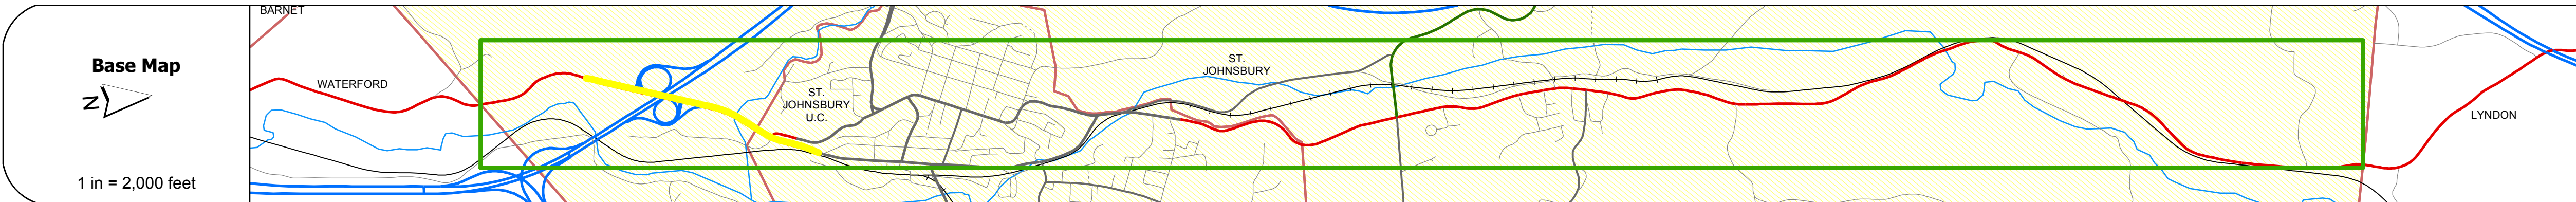 Base Map
N
1 in = 2,000 feet
BARNET
WATERFORD
ST.
JOHNSBURY
U.C.
ST.
JOHNSBURY
LYNDON